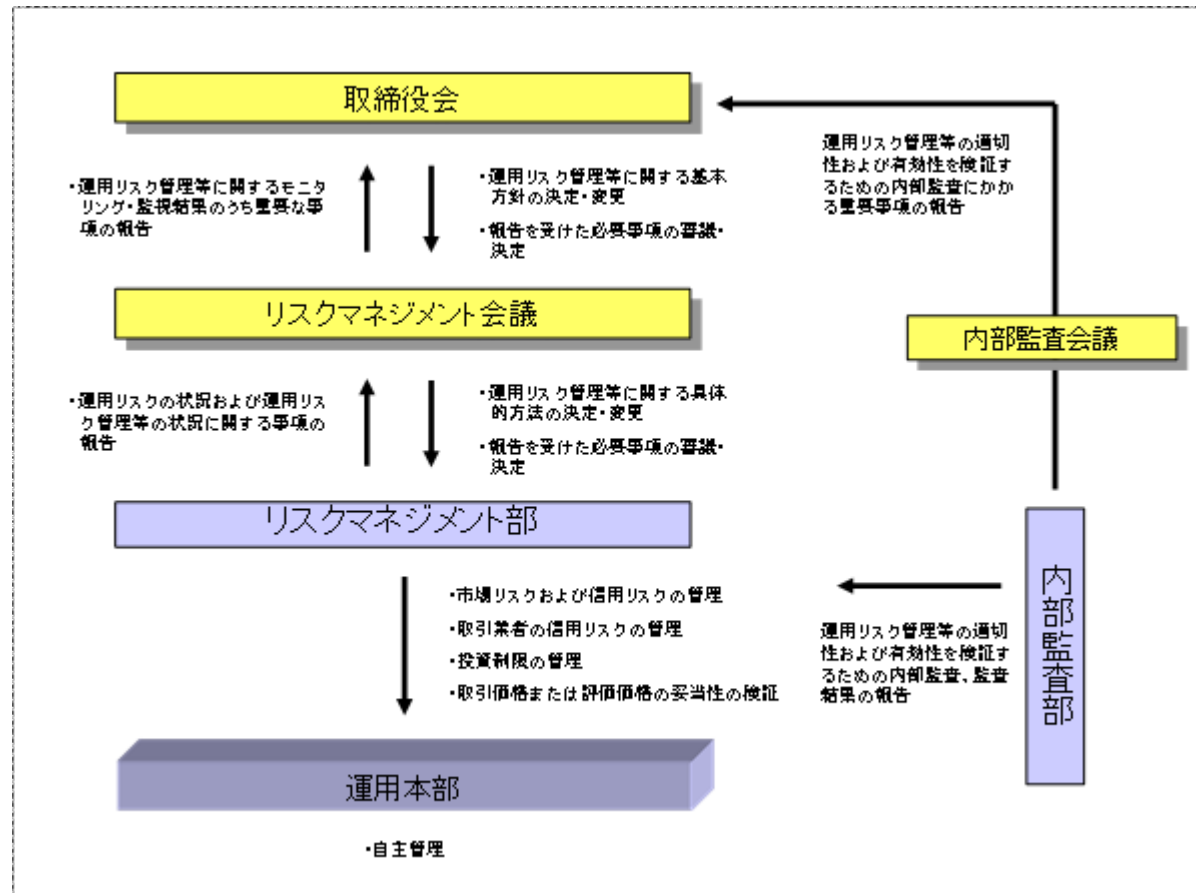 取締役会
・運用リスク管理等に関するモニ
タリング・監視結果のうち重要な事
項の報告
・運用リスク管理等に関する基本
方針の決定・変更
・報告を受けた必要事項の審議・
決定
運用リスク管理等の適切
性および有効性を検証す
るための内部監査にかか
る重要事項の報告
リスクマネジメント会議
内部監査会議
・運用リスクの状況および運用リス
ク管理等の状況に関する事項の
報告
・運用リスク管理等に関する具体
的方法の決定・変更
・報告を受けた必要事項の審議・
決定
リスクマネジメント部
・市場リスクおよび信用リスクの管理
・取引業者の信用リスクの管理
・投資制限の管理
・取引価格または評価価格の妥当性の検証
運用リスク管理等の適切
性および有効性を検証す
るための内部監査、監査
結果の報告
内部監査部
運用本部
・自主管理